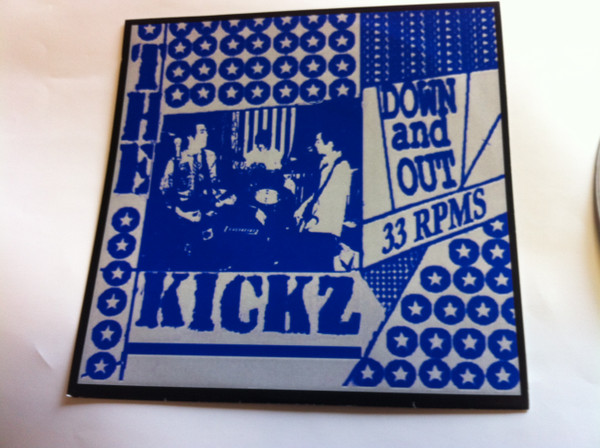 THE
KICKZ
DOWN
and
OUT
33 RPMS